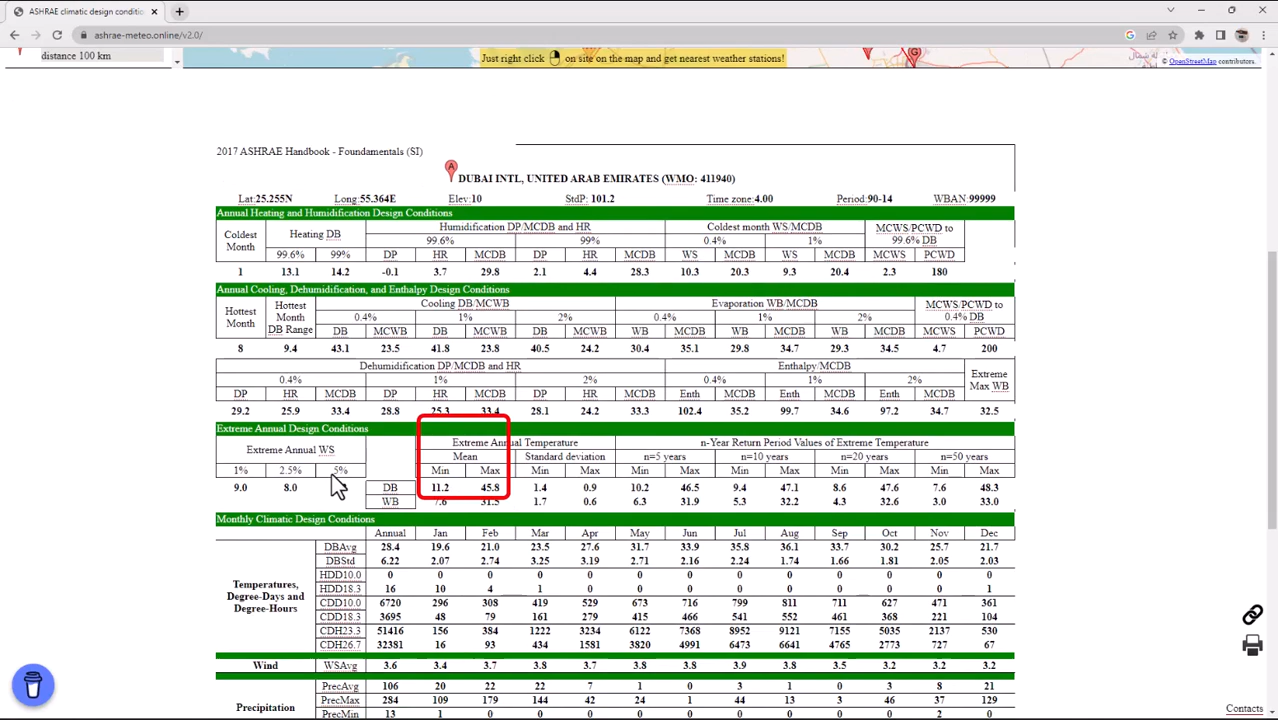 ASHRAE climatic design conditio
ashrae-meteo.online/v2.0/
distance 100 km
Just right click on site on the map and get nearest weather stations!
© OpenStreetMap contributors.
2017 ASHRAE Handbook - Foundamentals (SI)
A
DUBAI INTL, UNITED ARAB EMIRATES (WMO: 411940)
Lat:25.255N Long:55.364E Elev:10 StdP: 101.2 Time zone:4.00 Period:90-14 WBAN:99999
Annual Heating and Humidification Design Conditions
Coldest Month Heating DB Humidification DP/MCDB and HR Coldest month WS/MCDB MCWS/PCWD to 99.6% DB
99.6% 99% 0.4% 1%
99.6% 99% DP HR MCDB DP HR MCDB WS MCDB WS MCDB MCWS PCWD
1 13.1 14.2 -0.1 3.7 29.8 2.1 4.4 28.3 10.3 20.3 9.3 20.4 2.3 180
Annual Cooling, Dehumidification, and Enthalpy Design Conditions
Hottest Month Hottest Month DB Range Cooling DB/MCWB Evaporation WB/MCDB MCWS/PCWD to 0.4% DB
0.4% 1% 2% 0.4% 1% 2%
DB MCWB DB MCWB DB MCWB WB MCDB WB MCDB WB MCDB MCWS PCWD
8 9.4 43.1 23.5 41.8 23.8 40.5 24.2 30.4 35.1 29.8 34.7 29.3 34.5 4.7 200
Dehumidification DP/MCDB and HR Enthalpy/MCDB Extreme Max WB
0.4% 1% 2% 0.4% 1% 2%
DP HR MCDB DP HR MCDB DP HR MCDB Enth MCDB Enth MCDB Enth MCDB
29.2 25.9 33.4 28.8 25.3 33.4 28.1 24.2 33.3 102.4 35.2 99.7 34.6 97.2 34.7 32.5
Extreme Annual Design Conditions
Extreme Annual WS Extreme Annual Temperature n-Year Return Period Values of Extreme Temperature
Mean Standard deviation n=5 years n=10 years n=20 years n=50 years
1% 2.5% 5% Min Max Min Max Min Max Min Max Min Max Min Max
9.0 8.0 DB 11.2 45.8 1.4 0.9 10.2 46.5 9.4 47.1 8.6 47.6 7.6 48.3
WB 7.6 31.5 1.7 0.6 6.3 31.9 5.3 32.2 4.3 32.6 3.0 33.0
Monthly Climatic Design Conditions
Annual Jan Feb Mar Apr May Jun Jul Aug Sep Oct Nov Dec
Temperatures, Degree-Days and Degree-Hours
DBAvg 28.4 19.6 21.0 23.5 27.6 31.7 33.9 35.8 36.1 33.7 30.2 25.7 21.7
DBStd 6.22 2.07 2.74 3.25 3.19 2.71 2.16 2.24 1.74 1.66 1.81 2.05 2.03
HDD10.0 0 0 0 0 0 0 0 0 0 0 0 0 0
HDD18.3 16 10 4 1 0 0 0 0 0 0 0 0 1
CDD10.0 6720 296 308 419 529 673 716 799 811 711 627 471 361
CDD18.3 3695 48 79 161 279 415 466 541 552 461 368 221 104
CDH23.3 51416 156 384 1222 3234 6122 7368 8952 9121 7155 5035 2137 530
CDH26.7 32381 16 93 434 1581 3820 4991 6473 6641 4765 2773 727 67
Wind WSAvg 3.6 3.4 3.7 3.8 3.7 3.8 3.8 3.9 3.8 3.5 3.2 3.2 3.2
Precipitation
PrecAvg 106 20 22 22 7 1 0 3 1 0 3 8 21
PrecMax 284 109 179 144 42 24 1 44 13 3 46 37 129
PrecMin 13 1 0 0 0 0 0 0 0 0 0 2 0
Contacts